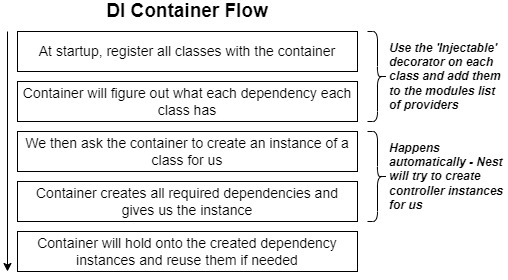 DI Container Flow
At startup, register all classes with the container
Container will figure out what each dependency each
class has
Use the 'Injectable'
decorator on each
class and add them
to the modules list
of providers
We then ask the container to create an instance of a
class for us
Container creates all required dependencies and
gives us the instance
Happens
automatically - Nest
will try to create
controller instances
for us
Container will hold onto the created dependency
instances and reuse them if needed